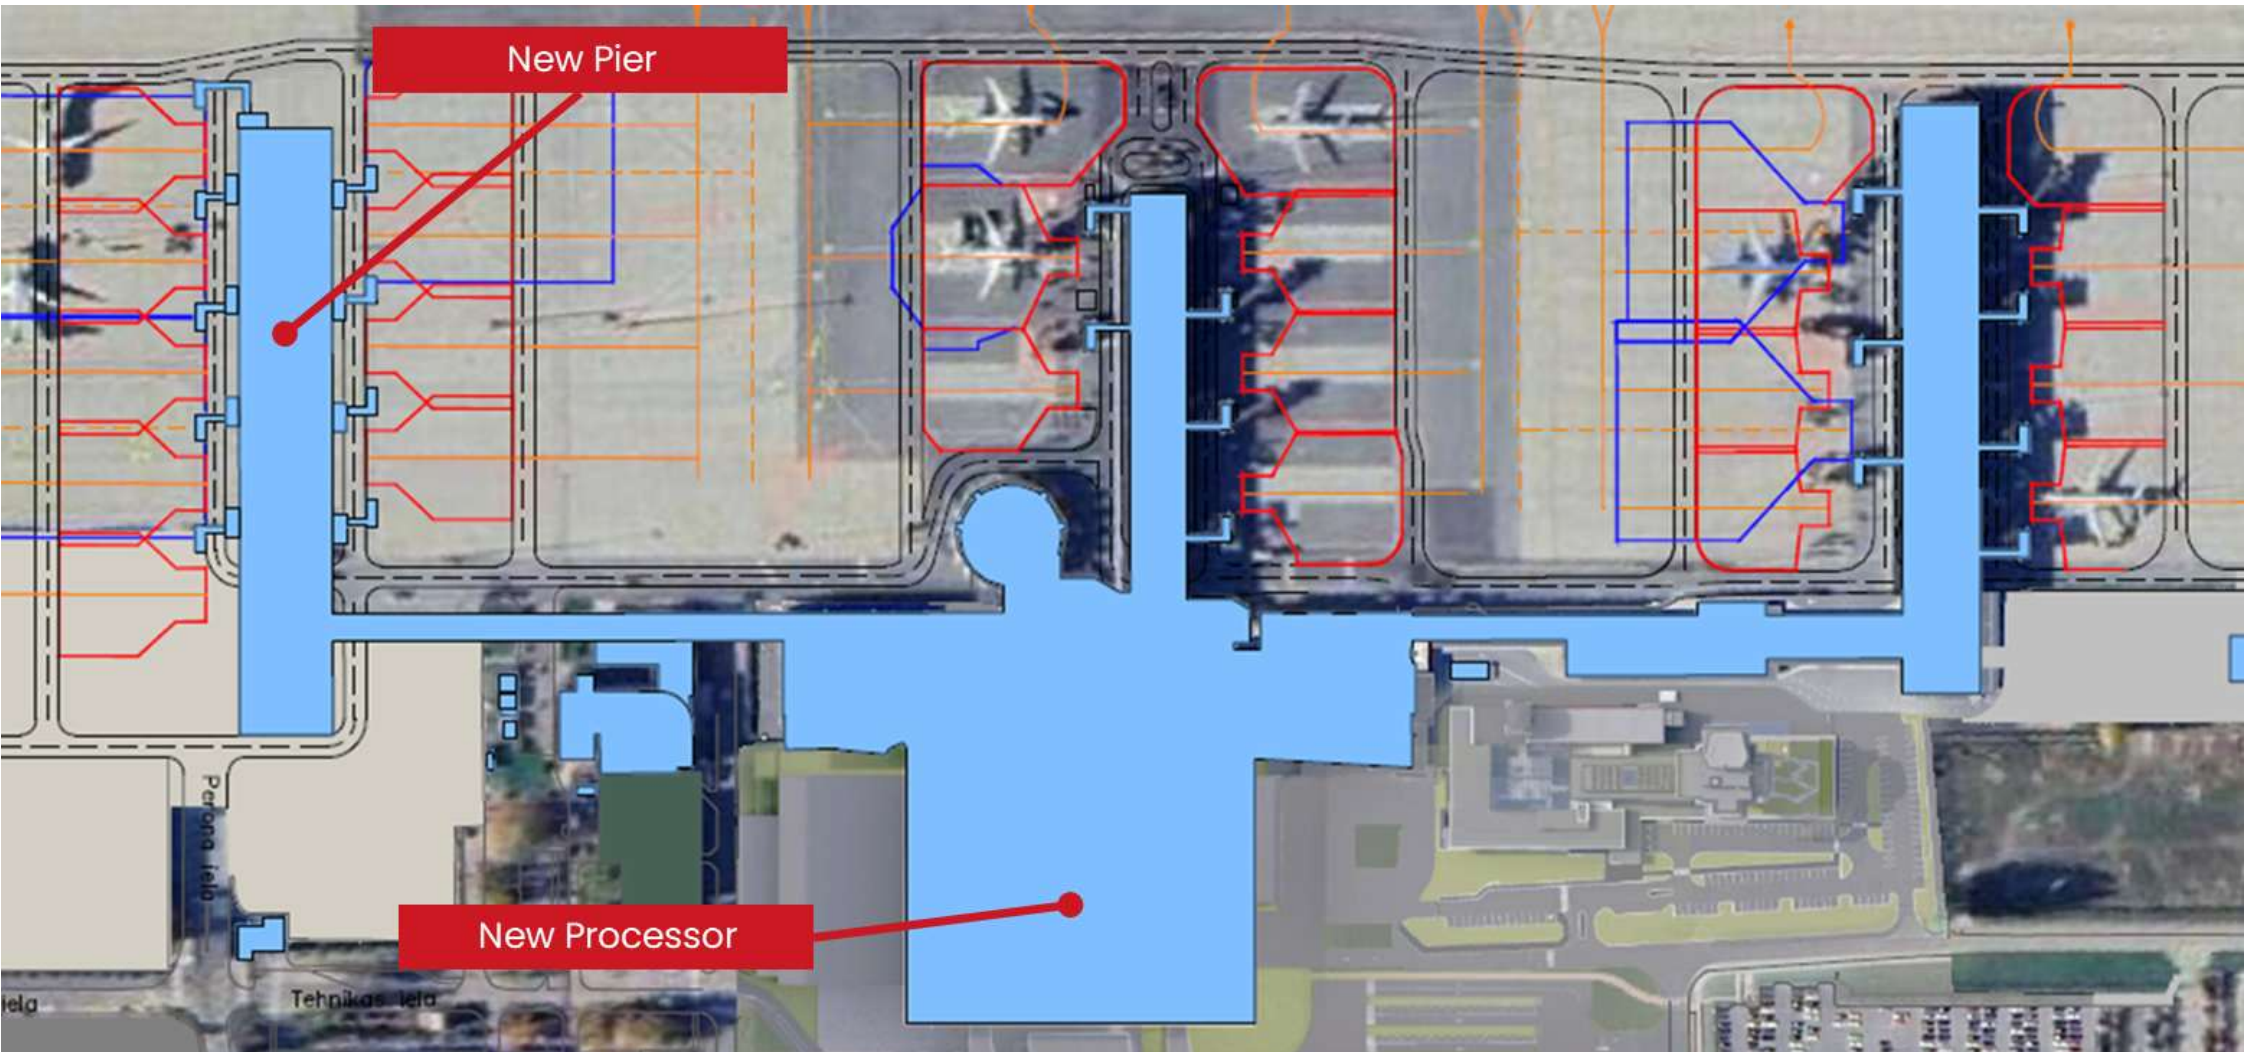 New Pier
Perona iela
New Processor
Tehnikas iela
iela